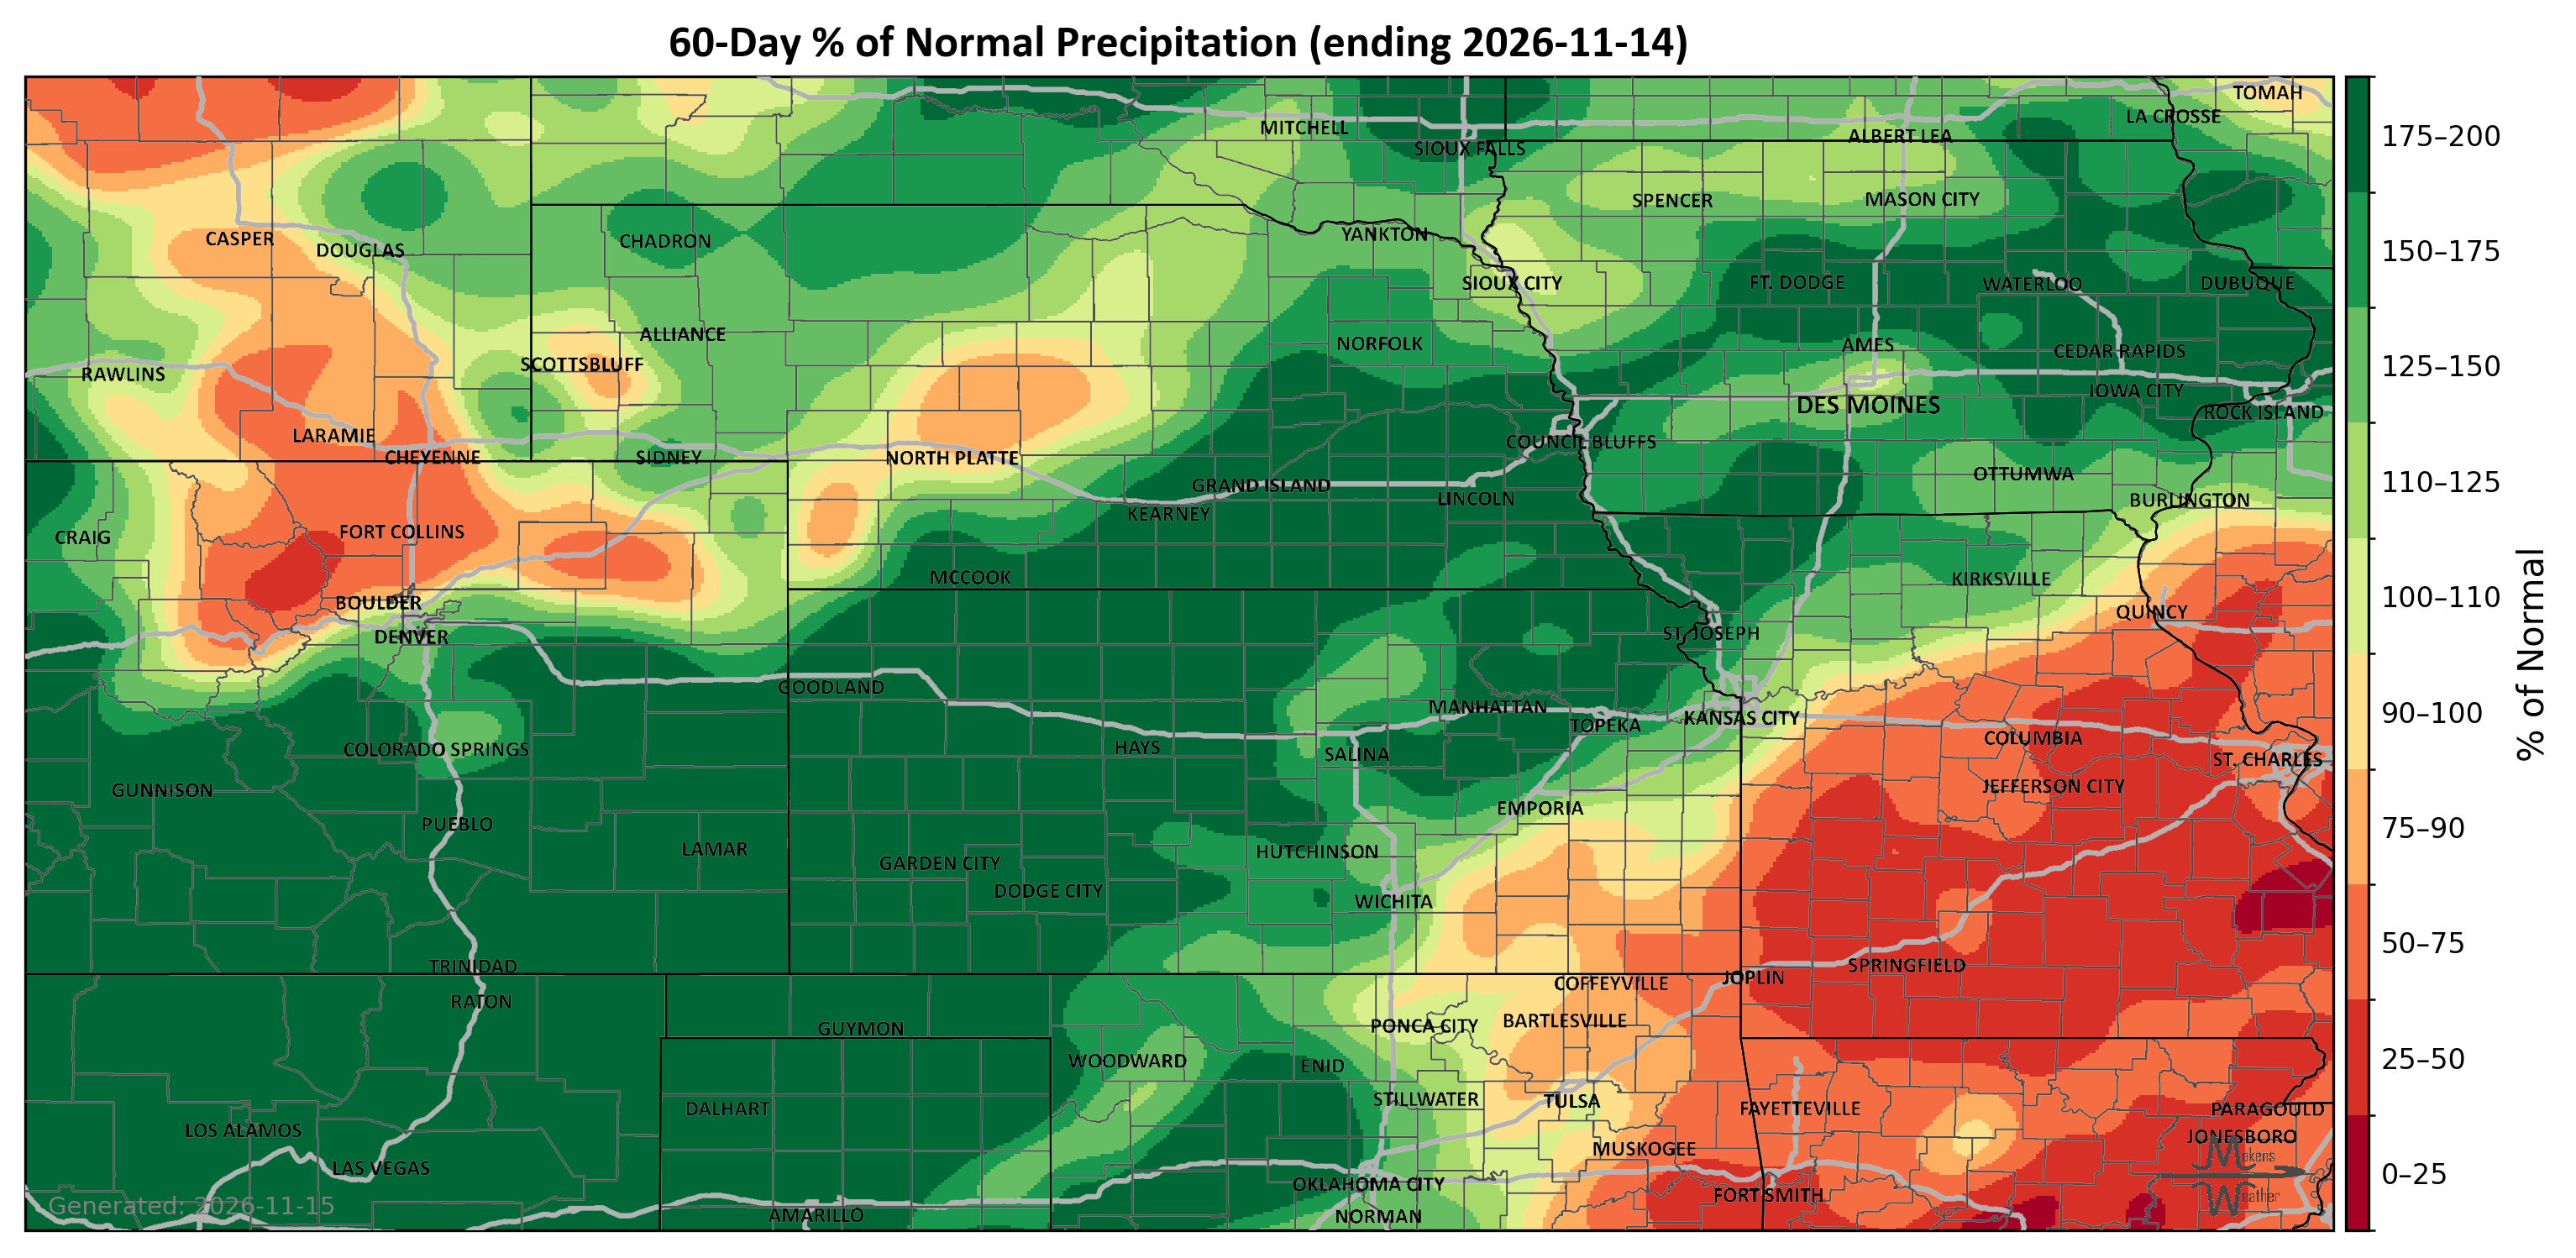 60-Day % of Normal Precipitation (ending 2026-11-14)
TOMAH
LA CROSSE
MITCHELL
ALBERT LEA
SIOUX FALLS
SPENCER
MASON CITY
CASPER
DOUGLAS
CHADRON
YANKTON
SIOUX CITY
FT. DODGE
WATERLOO
DUBUQUE
ALLIANCE
NORFOLK
AMES
CEDAR RAPIDS
SCOTTSBLUFF
RAWLINS
IOWA CITY
DES MOINES
ROCK ISLAND
LARAMIE
COUNCIL BLUFFS
CHEYENNE
SIDNEY
NORTH PLATTE
OTTUMWA
GRAND ISLAND
LINCOLN
BURLINGTON
KEARNEY
CRAIG
FORT COLLINS
MCCOOK
KIRKSVILLE
BOULDER
QUINCY
DENVER
ST. JOSEPH
GOODLAND
MANHATTAN
TOPEKA
KANSAS CITY
COLUMBIA
COLORADO SPRINGS
HAYS
SALINA
ST. CHARLES
GUNNISON
JEFFERSON CITY
EMPORIA
PUEBLO
LAMAR
HUTCHINSON
GARDEN CITY
DODGE CITY
WICHITA
TRINIDAD
SPRINGFIELD
JOPLIN
COFFEYVILLE
RATON
GUYMON
PONCA CITY
BARTLESVILLE
WOODWARD
ENID
STILLWATER
TULSA
DALHART
FAYETTEVILLE
PARAGOULD
LOS ALAMOS
JONESBORO
MUSKOGEE
LAS VEGAS
OKLAHOMA CITY
FORT SMITH
AMARILLO
NORMAN
Generated: 2026-11-15
Makens
Weather
175–200
150–175
125–150
110–125
100–110
90–100
75–90
50–75
25–50
0–25
% of Normal